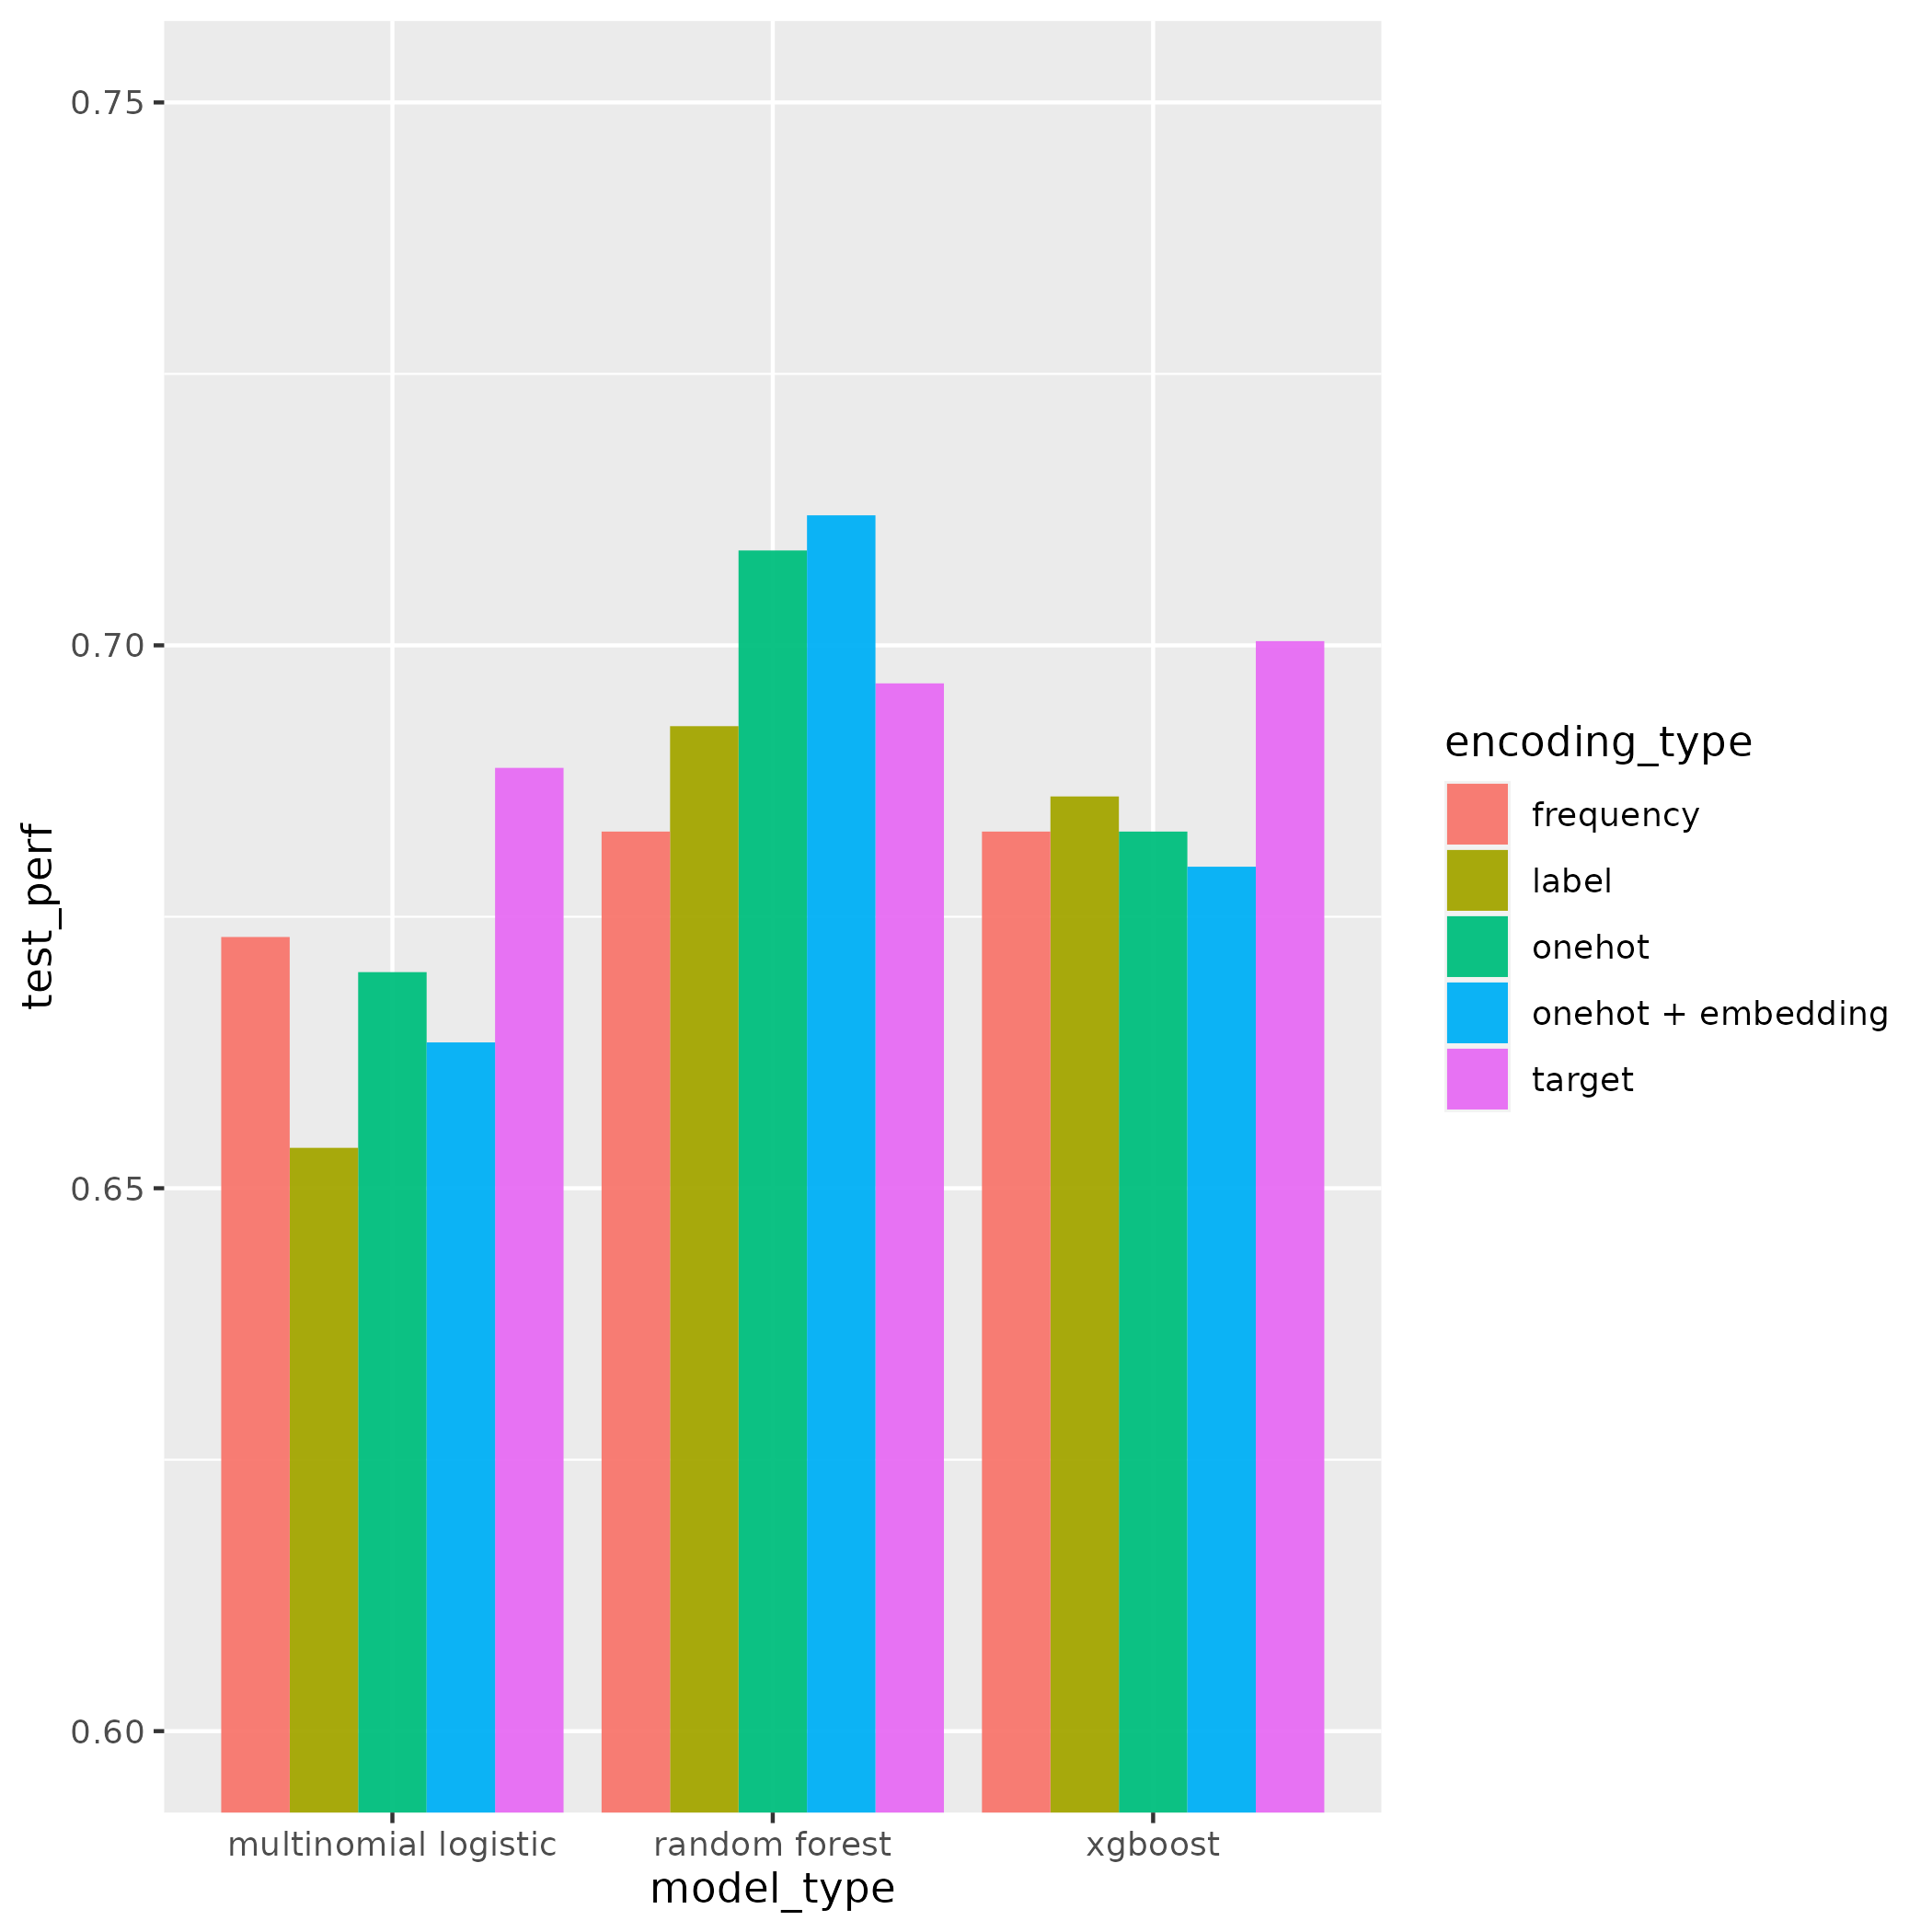 0.75
0.70
0.65
0.60
test_perf
multinomial logistic
random forest
xgboost
model_type
encoding_type
frequency
label
onehot
onehot + embedding
target